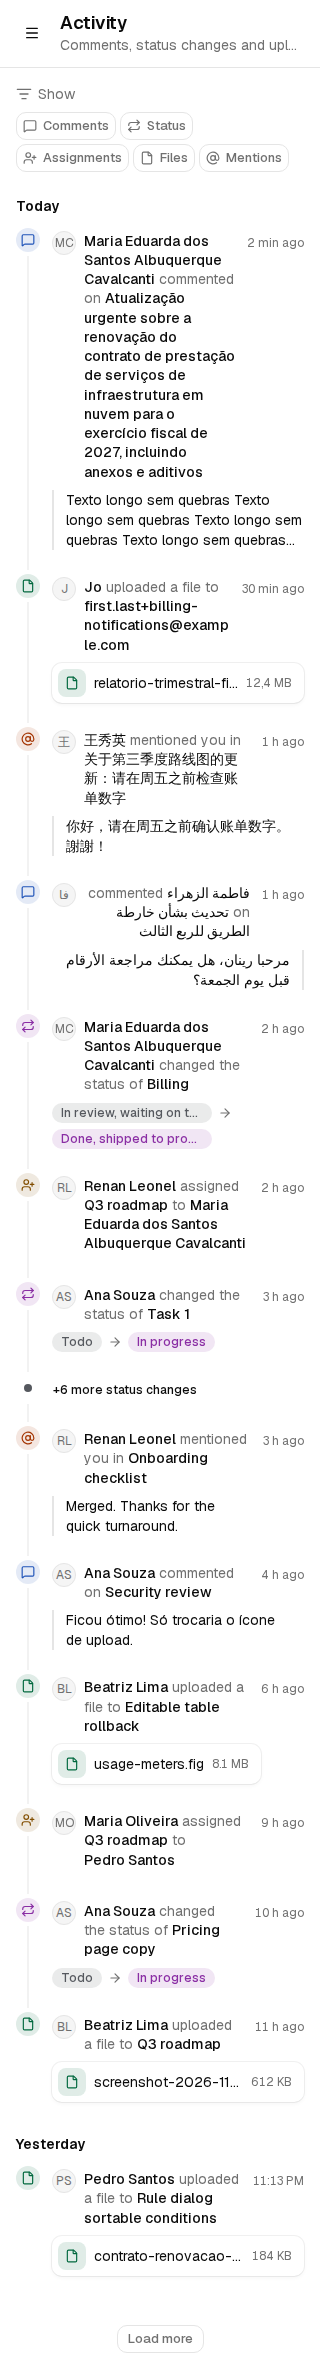 Activity
Comments, status changes and upl...
Show
Comments
Status
Assignments
Files
Mentions
Today
MC
Maria Eduarda dos
Santos Albuquerque
Cavalcanti commented
on Atualização
urgente sobre a
renovação do
contrato de prestação
de serviços de
infraestrutura em
nuvem para o
exercício fiscal de
2027, incluindo
anexos e aditivos
2 min ago
Texto longo sem quebras Texto
longo sem quebras Texto longo sem
quebras Texto longo sem quebras...
J
Jo uploaded a file to
first.last+billing-
notifications@examp
le.com
30 min ago
relatorio-trimestral-fi...
12,4 MB
王
王秀英 mentioned you in
关于第三季度路线图的更
新：请在周五之前检查账
单数字
1 h ago
你好，请在周五之前确认账单数字。
謝謝！
فا
فاطمة الزهراء commented
on تحديث بشأن خارطة
الطريق للربع الثالث
1 h ago
مرحبا رينان، هل يمكنك مراجعة الأرقام
قبل يوم الجمعة؟
MC
Maria Eduarda dos
Santos Albuquerque
Cavalcanti changed the
status of Billing
2 h ago
In review, waiting on t...
Done, shipped to pro...
RL
Renan Leonel assigned
Q3 roadmap to Maria
Eduarda dos Santos
Albuquerque Cavalcanti
2 h ago
AS
Ana Souza changed the
status of Task 1
3 h ago
Todo
In progress
+6 more status changes
RL
Renan Leonel mentioned
you in Onboarding
checklist
3 h ago
Merged. Thanks for the
quick turnaround.
AS
Ana Souza commented
on Security review
4 h ago
Ficou ótimo! Só trocaria o ícone
de upload.
BL
Beatriz Lima uploaded a
file to Editable table
rollback
6 h ago
usage-meters.fig
8.1 MB
MO
Maria Oliveira assigned
Q3 roadmap to
Pedro Santos
9 h ago
AS
Ana Souza changed
the status of Pricing
page copy
10 h ago
Todo
In progress
BL
Beatriz Lima uploaded
a file to Q3 roadmap
11 h ago
screenshot-2026-11...
612 KB
Yesterday
PS
Pedro Santos uploaded
a file to Rule dialog
sortable conditions
11:13 PM
contrato-renovacao-...
184 KB
Load more